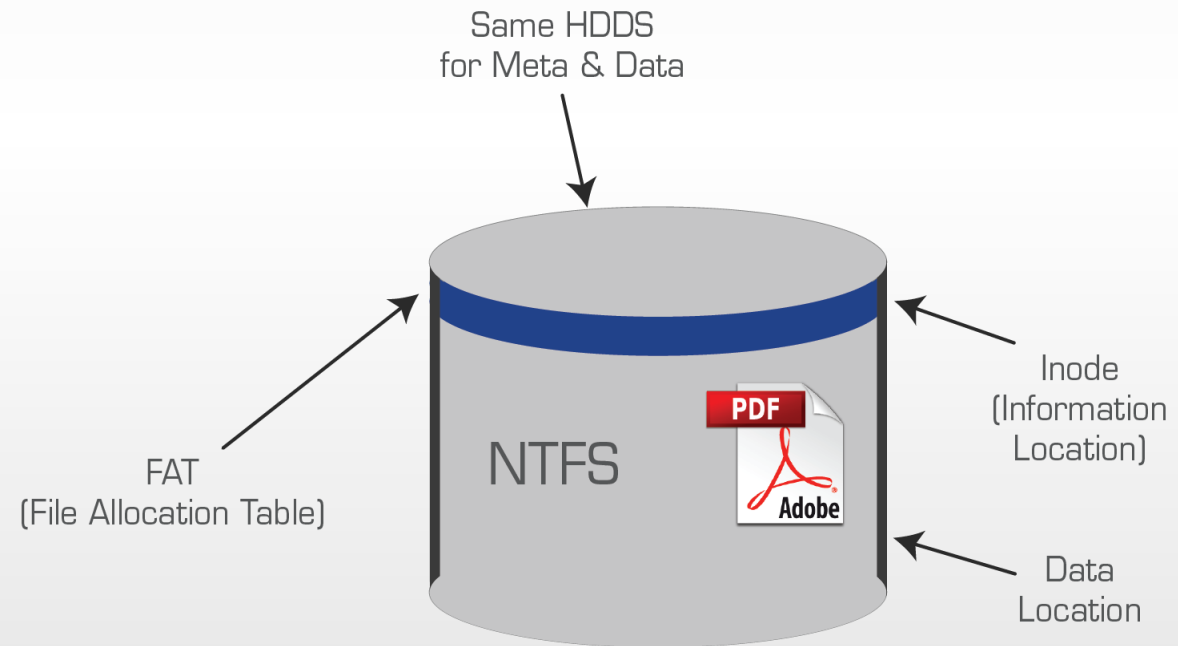 Same HDDS
for Meta & Data
Inode
(Information
Location)
PDF
NTFS
Adobe
FAT
(File Allocation Table)
Data
Location